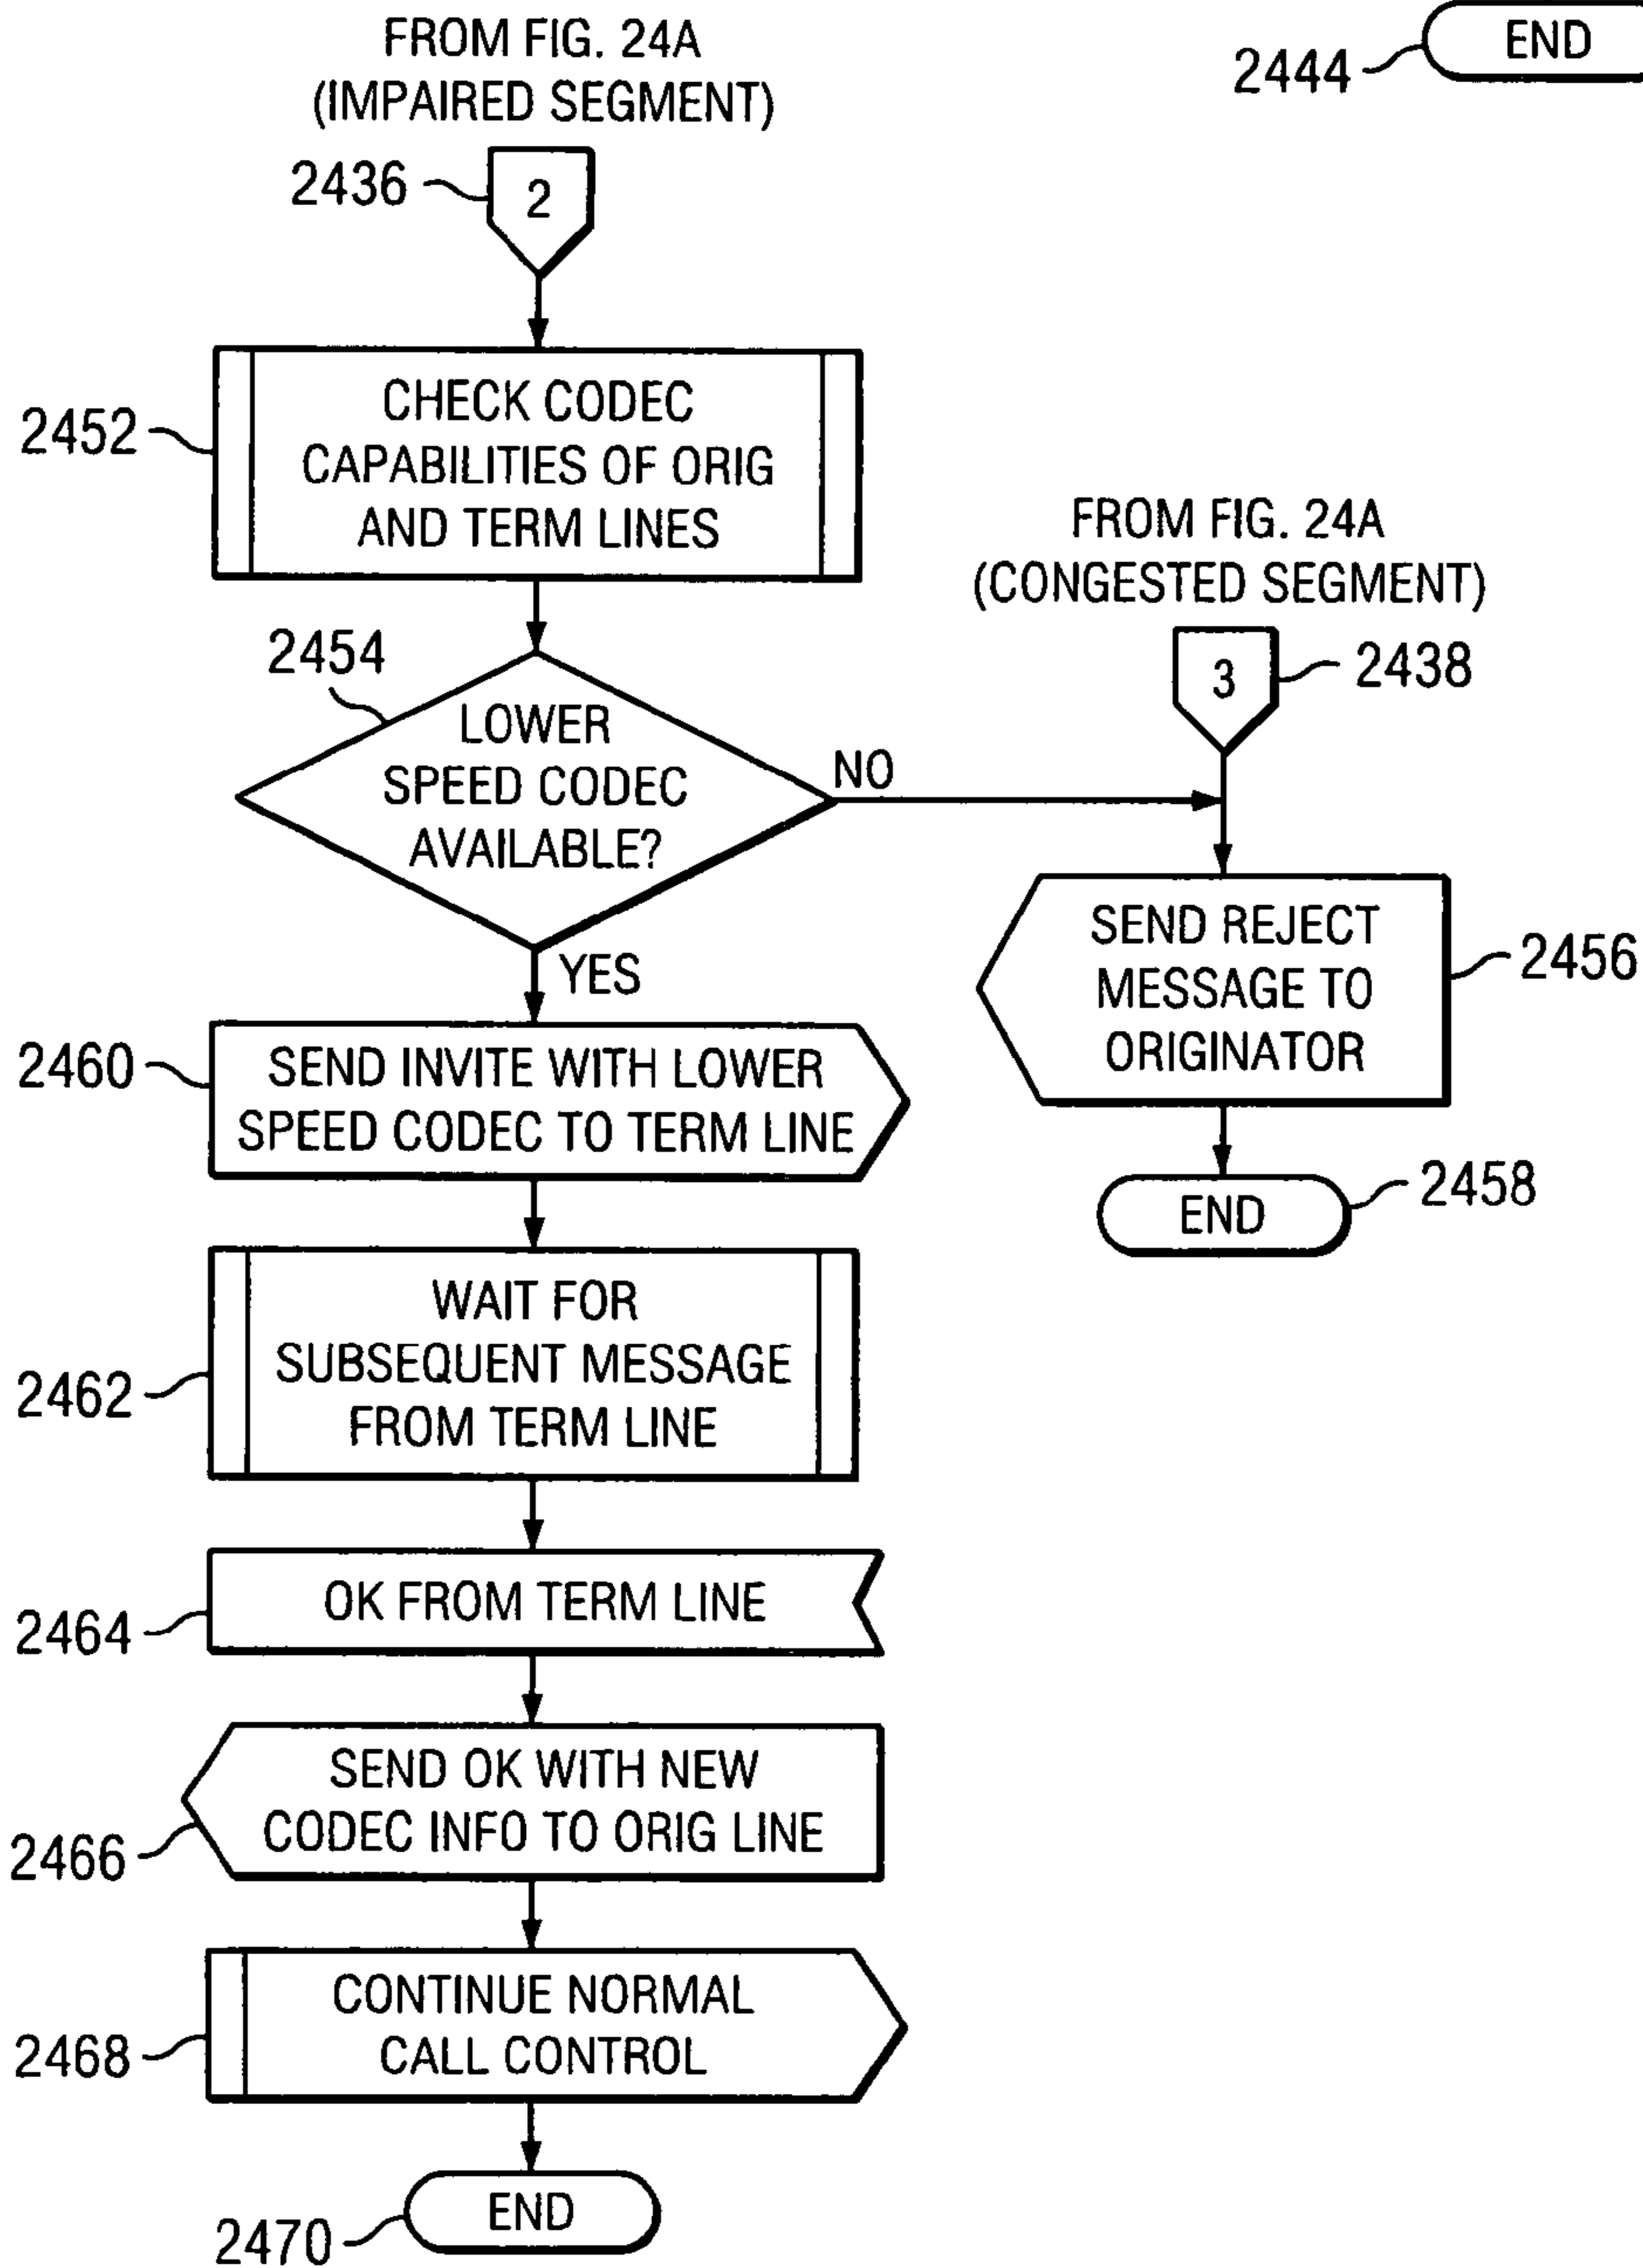 FROM FIG. 24A
(IMPAIRED SEGMENT)
2444
END
2436
2
2452
CHECK CODEC
CAPABILITIES OF ORIG
AND TERM LINES
FROM FIG. 24A
(CONGESTED SEGMENT)
3
2438
2454
LOWER
SPEED CODEC
AVAILABLE?
NO
YES
SEND REJECT
MESSAGE TO
ORIGINATOR
2456
END
2458
2460
SEND INVITE WITH LOWER
SPEED CODEC TO TERM LINE
2462
WAIT FOR
SUBSEQUENT MESSAGE
FROM TERM LINE
2464
OK FROM TERM LINE
2466
SEND OK WITH NEW
CODEC INFO TO ORIG LINE
2468
CONTINUE NORMAL
CALL CONTROL
2470
END